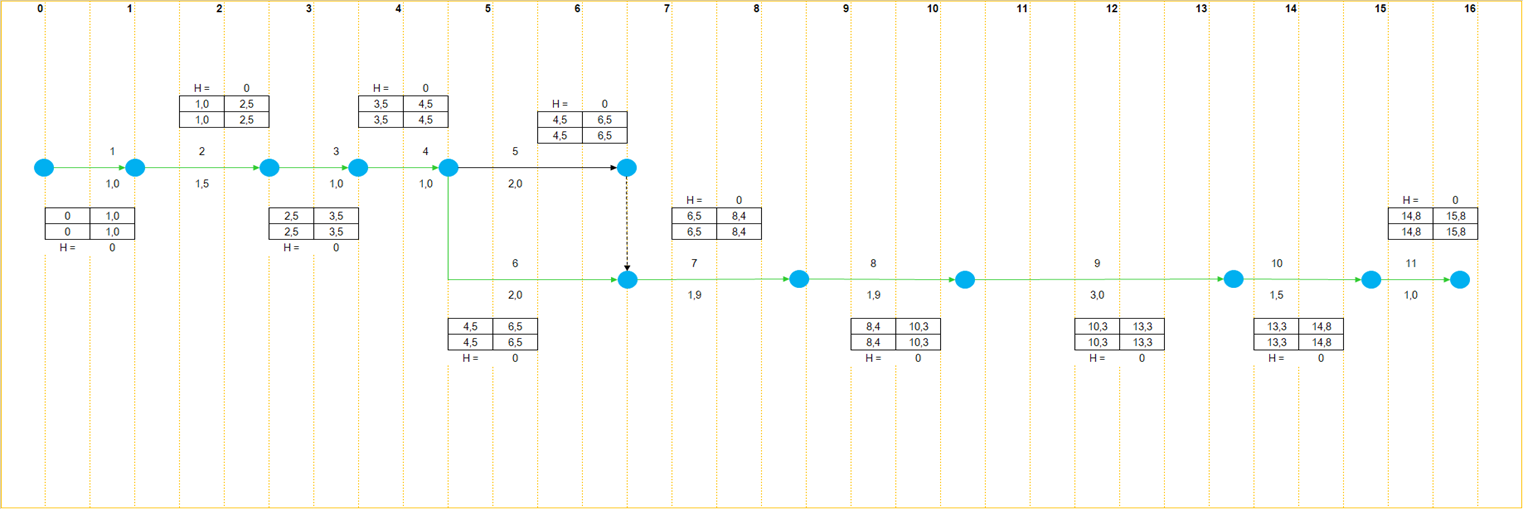 0 1 2 3 4 5 6 7 8 9 10 11 12 13 14 15 16
H = 0 H = 0
1,0 2,5 3,5 4,5 H = 0
1,0 2,5 3,5 4,5 4,5 6,5
4,5 6,5
1 2 3 4 5
1,0 1,5 1,0 1,0 2,0
H = 0 H = 0
0 1,0 2,5 3,5 6,5 8,4 14,8 15,8
0 1,0 2,5 3,5 6,5 8,4 14,8 15,8
H = 0 H = 0
6 7 8 9 10 11
2,0 1,9 1,9 3,0 1,5 1,0
4,5 6,5 8,4 10,3 10,3 13,3 13,3 14,8
4,5 6,5 8,4 10,3 10,3 13,3 13,3 14,8
H = 0 H = 0 H = 0 H = 0